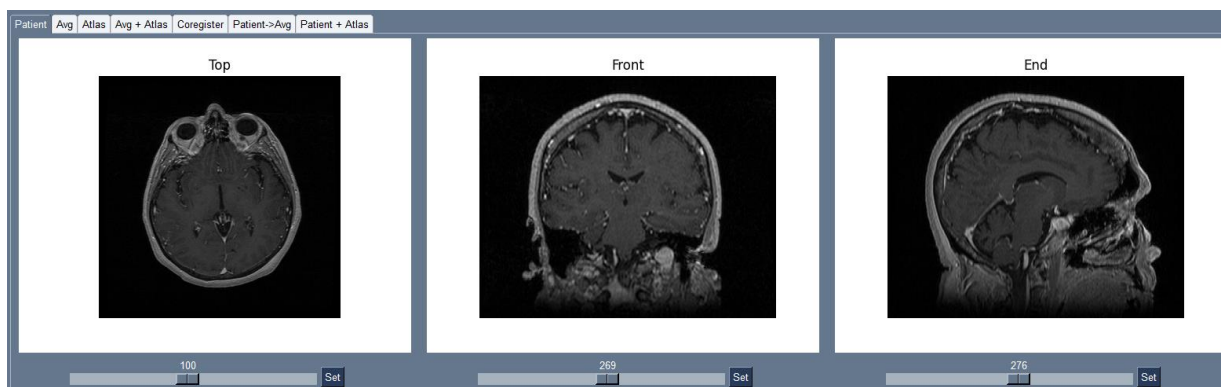 Patient Avg Atlas Avg + Atlas Coregister Patient->Avg Patient + Atlas
Top Front End
100 269 276
Set Set Set